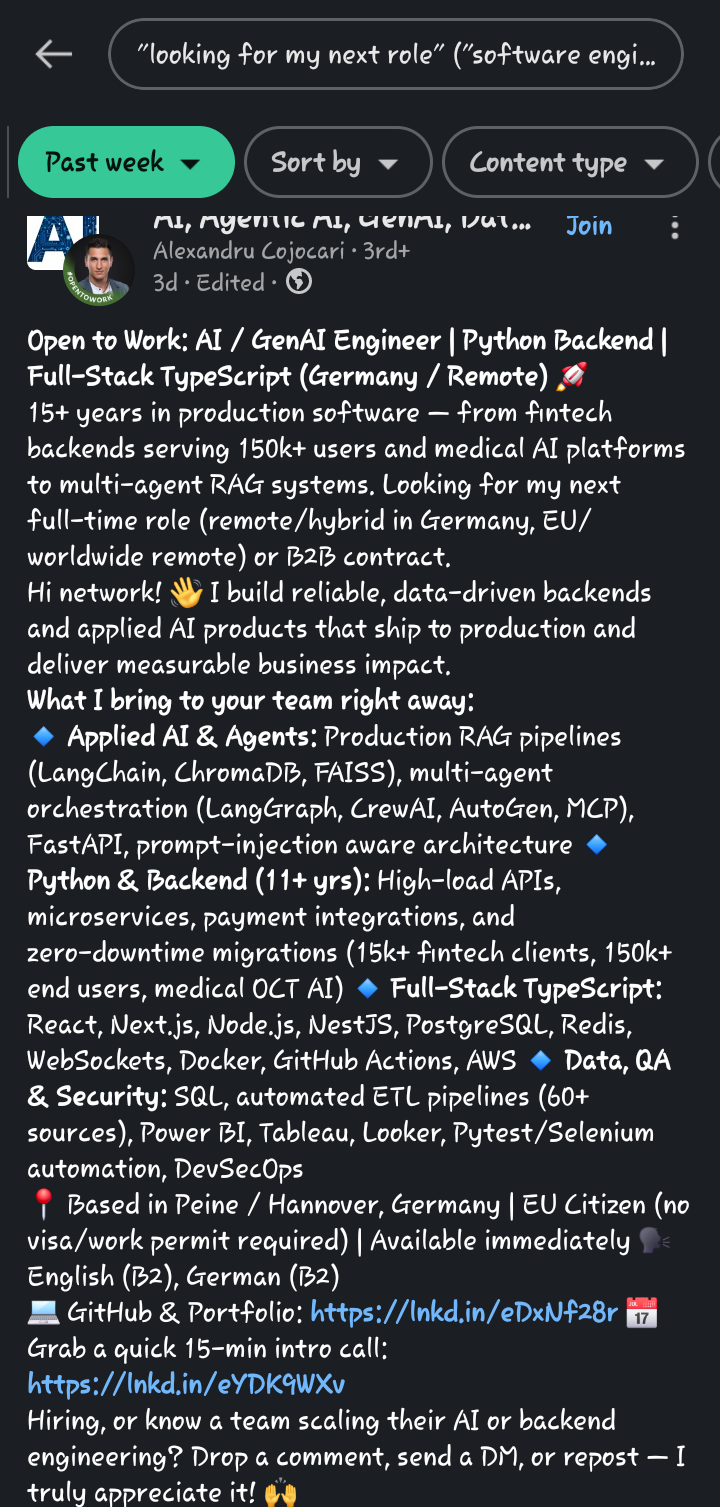 "looking for my next role" ("software engi...
Past week
Sort by
Content type
AI
#OPENTOWORK
AI, Agentic AI, GenAI, Dat...
Join
Alexandru Cojocari · 3rd+
3d · Edited ·
Open to Work: AI / GenAI Engineer | Python Backend |
Full-Stack TypeScript (Germany / Remote) 🚀
15+ years in production software — from fintech
backends serving 150k+ users and medical AI platforms
to multi-agent RAG systems. Looking for my next
full-time role (remote/hybrid in Germany, EU/
worldwide remote) or B2B contract.
Hi network! 👋 I build reliable, data-driven backends
and applied AI products that ship to production and
deliver measurable business impact.
What I bring to your team right away:
🔹 Applied AI & Agents: Production RAG pipelines
(LangChain, ChromaDB, FAISS), multi-agent
orchestration (LangGraph, CrewAI, AutoGen, MCP),
FastAPI, prompt-injection aware architecture 🔹
Python & Backend (11+ yrs): High-load APIs,
microservices, payment integrations, and
zero-downtime migrations (15k+ fintech clients, 150k+
end users, medical OCT AI) 🔹 Full-Stack TypeScript:
React, Next.js, Node.js, NestJS, PostgreSQL, Redis,
WebSockets, Docker, GitHub Actions, AWS 🔹 Data, QA
& Security: SQL, automated ETL pipelines (60+
sources), Power BI, Tableau, Looker, Pytest/Selenium
automation, DevSecOps
📍 Based in Peine / Hannover, Germany | EU Citizen (no
visa/work permit required) | Available immediately 🗣️
English (B2), German (B2)
💻 GitHub & Portfolio: https://lnkd.in/eDxNf28r 📅
Grab a quick 15-min intro call:
https://lnkd.in/eYDK9WXv
Hiring, or know a team scaling their AI or backend
engineering? Drop a comment, send a DM, or repost — I
truly appreciate it! 🙌